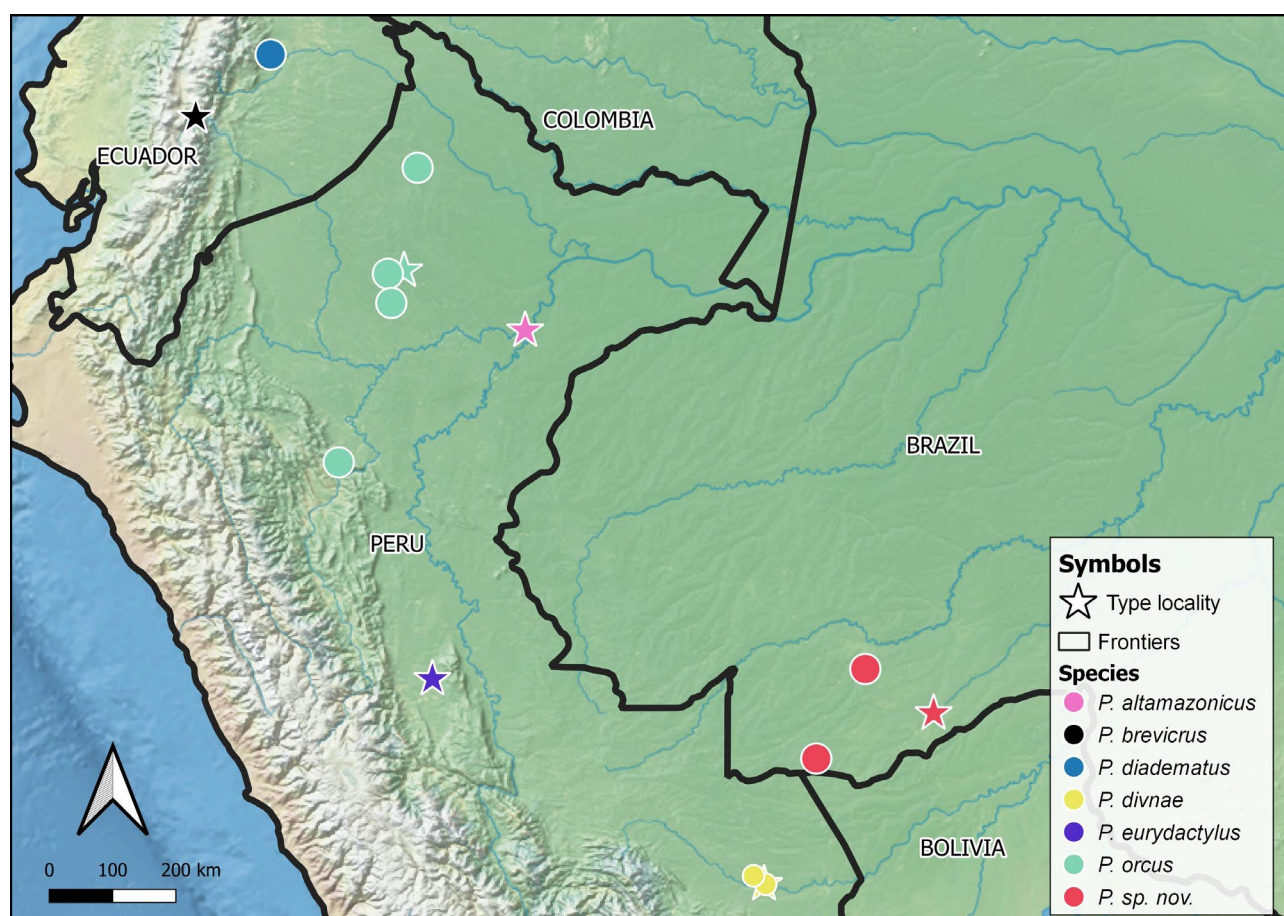 COLOMBIA
ECUADOR
BRAZIL
PERU
BOLIVIA
0 100 200 km
Symbols
Type locality
Frontiers
Species
P. altamazonicus
P. brevicrus
P. diadematus
P. divnae
P. eurydactylus
P. orcus
P. sp. nov.